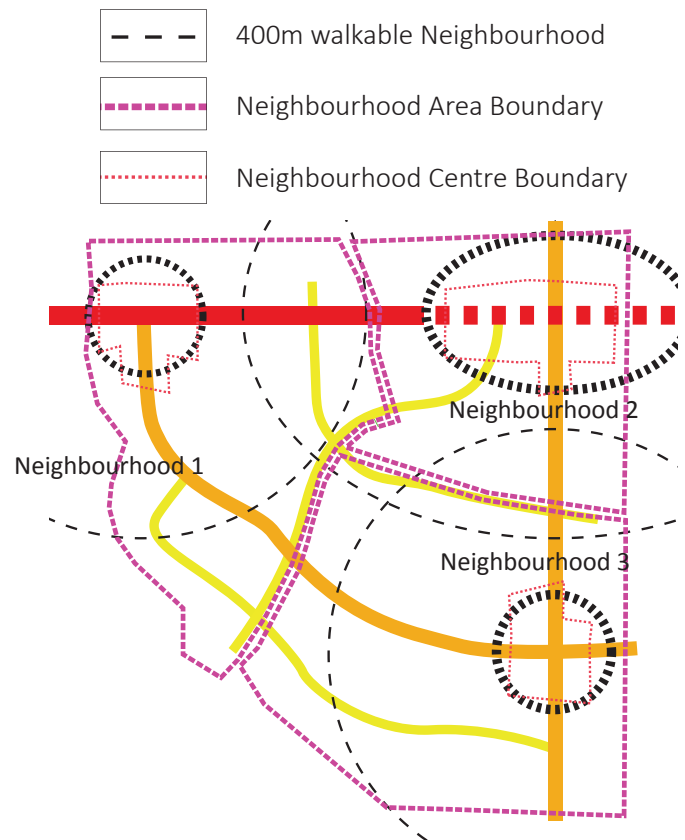 400m walkable Neighbourhood
Neighbourhood Area Boundary
Neighbourhood Centre Boundary
Neighbourhood 2
Neighbourhood 1
Neighbourhood 3